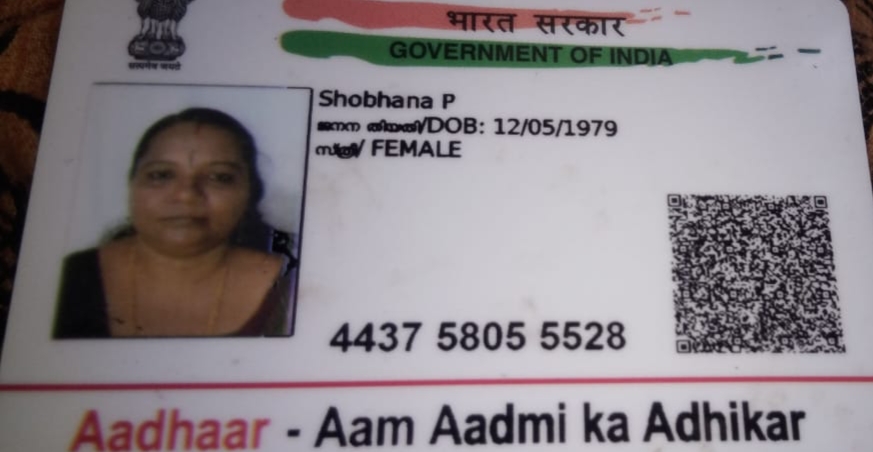 सत्यमेव जयते
भारत सरकार
GOVERNMENT OF INDIA
Shobhana P
ജനന തിയതി/DOB: 12/05/1979
സ്ത്രീ/ FEMALE
4437 5805 5528
Aadhaar - Aam Aadmi ka Adhikar